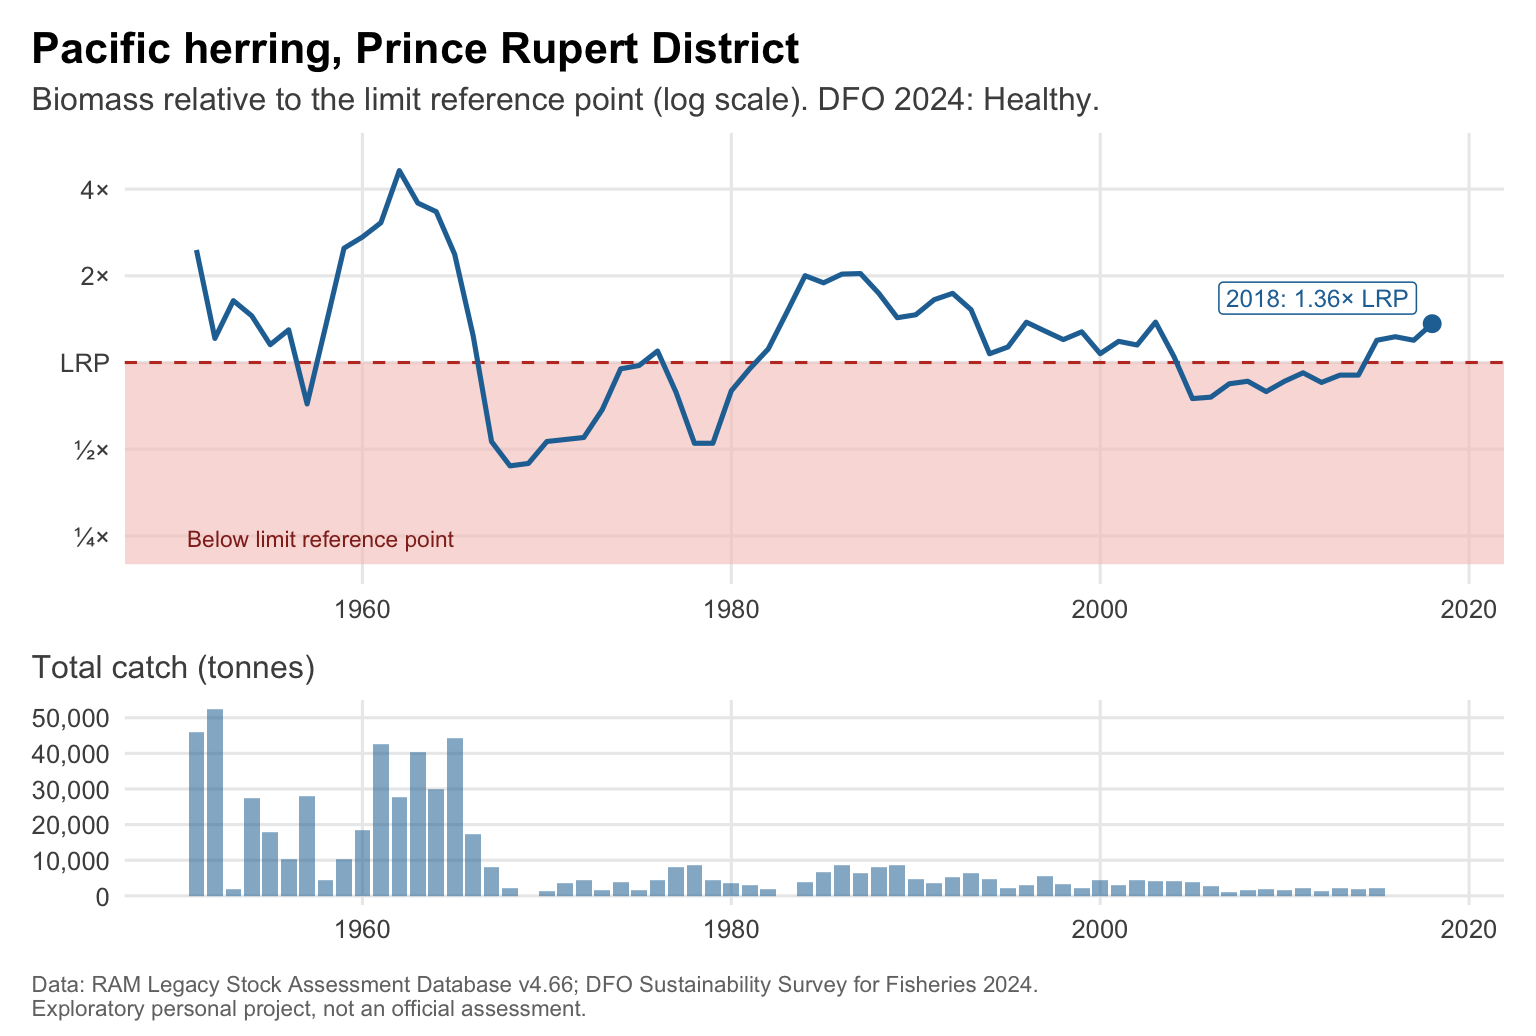 Pacific herring, Prince Rupert District
Biomass relative to the limit reference point (log scale). DFO 2024: Healthy.
4×
2×
LRP
½×
¼×
2018: 1.36× LRP
Below limit reference point
1960 1980 2000 2020
Total catch (tonnes)
50,000
40,000
30,000
20,000
10,000
0
1960 1980 2000 2020
Data: RAM Legacy Stock Assessment Database v4.66; DFO Sustainability Survey for Fisheries 2024.
Exploratory personal project, not an official assessment.